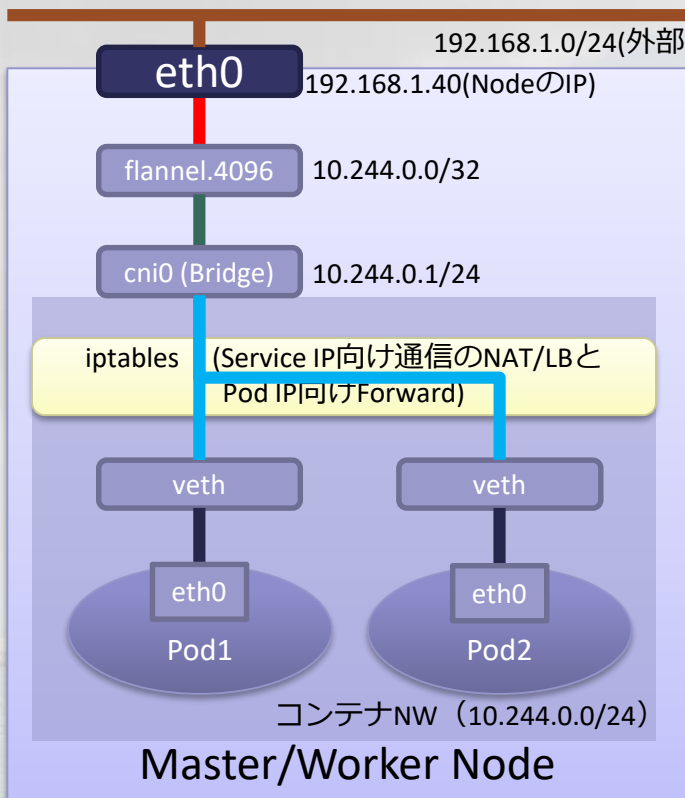 192.168.1.0/24(外部
eth0
192.168.1.40(NodeのIP)
flannel.4096
10.244.0.0/32
cni0 (Bridge)
10.244.0.1/24
iptables (Service IP向け通信のNAT/LBと
Pod IP向けForward)
veth
veth
eth0
eth0
Pod1
Pod2
コンテナNW（10.244.0.0/24）
Master/Worker Node